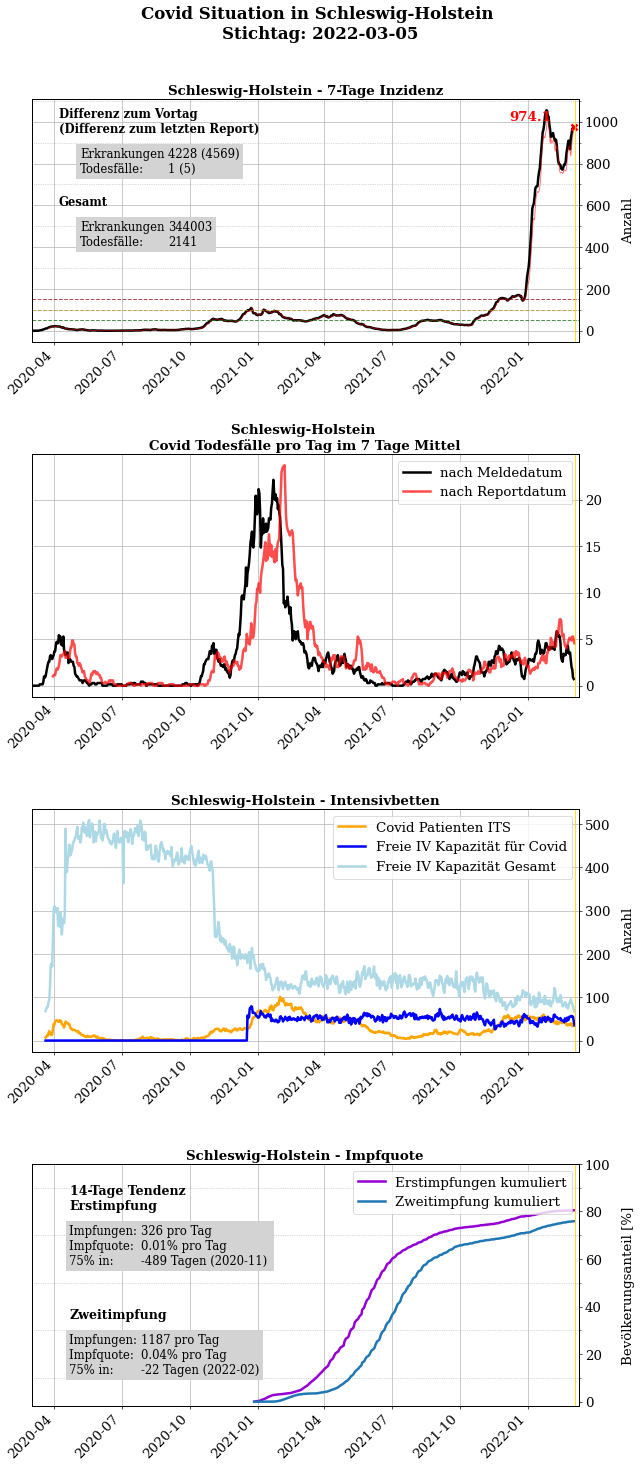 Covid Situation in Schleswig-Holstein
Stichtag: 2022-03-05
Schleswig-Holstein - 7-Tage Inzidenz
Differenz zum Vortag
(Differenz zum letzten Report)
Erkrankungen 4228 (4569)
Todesfälle: 1 (5)
Gesamt
Erkrankungen 344003
Todesfälle: 2141
974.
1000
800
600
400
200
0
Anzahl
2020-04
2020-07
2020-10
2021-01
2021-04
2021-07
2021-10
2022-01
Schleswig-Holstein
Covid Todesfälle pro Tag im 7 Tage Mittel
nach Meldedatum
nach Reportdatum
20
15
10
5
0
2020-04
2020-07
2020-10
2021-01
2021-04
2021-07
2021-10
2022-01
Schleswig-Holstein - Intensivbetten
Covid Patienten ITS
Freie IV Kapazität für Covid
Freie IV Kapazität Gesamt
500
400
300
200
100
0
Anzahl
2020-04
2020-07
2020-10
2021-01
2021-04
2021-07
2021-10
2022-01
Schleswig-Holstein - Impfquote
14-Tage Tendenz
Erstimpfung
Impfungen: 326 pro Tag
Impfquote: 0.01% pro Tag
75% in: -489 Tagen (2020-11)
Zweitimpfung
Impfungen: 1187 pro Tag
Impfquote: 0.04% pro Tag
75% in: -22 Tagen (2022-02)
Erstimpfungen kumuliert
Zweitimpfung kumuliert
100
80
60
40
20
0
Bevölkerungsanteil [%]
2020-04
2020-07
2020-10
2021-01
2021-04
2021-07
2021-10
2022-01